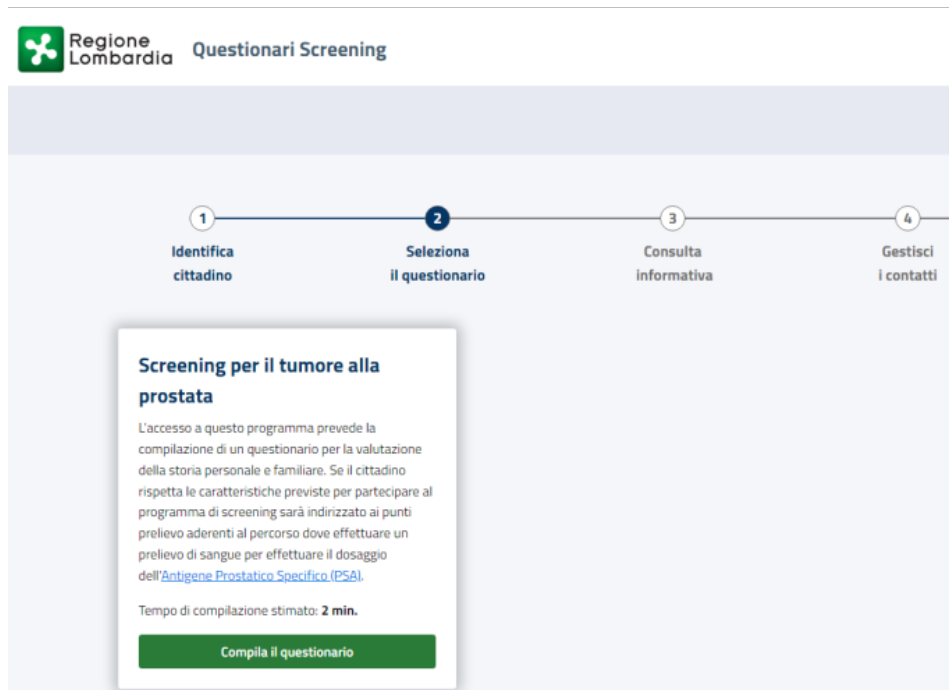 Regione
Lombardia
Questionari Screening
1
2
3
4
Identifica
cittadino
Seleziona
il questionario
Consulta
informativa
Gestisci
i contatti
Screening per il tumore alla
prostata
L'accesso a questo programma prevede la
compilazione di un questionario per la valutazione
della storia personale e familiare. Se il cittadino
rispetta le caratteristiche previste per partecipare al
programma di screening sarà indirizzato ai punti
prelievo aderenti al percorso dove effettuare un
prelievo di sangue per effettuare il dosaggio
dell'Antigene Prostatico Specifico (PSA).
Tempo di compilazione stimato: 2 min.
Compila il questionario